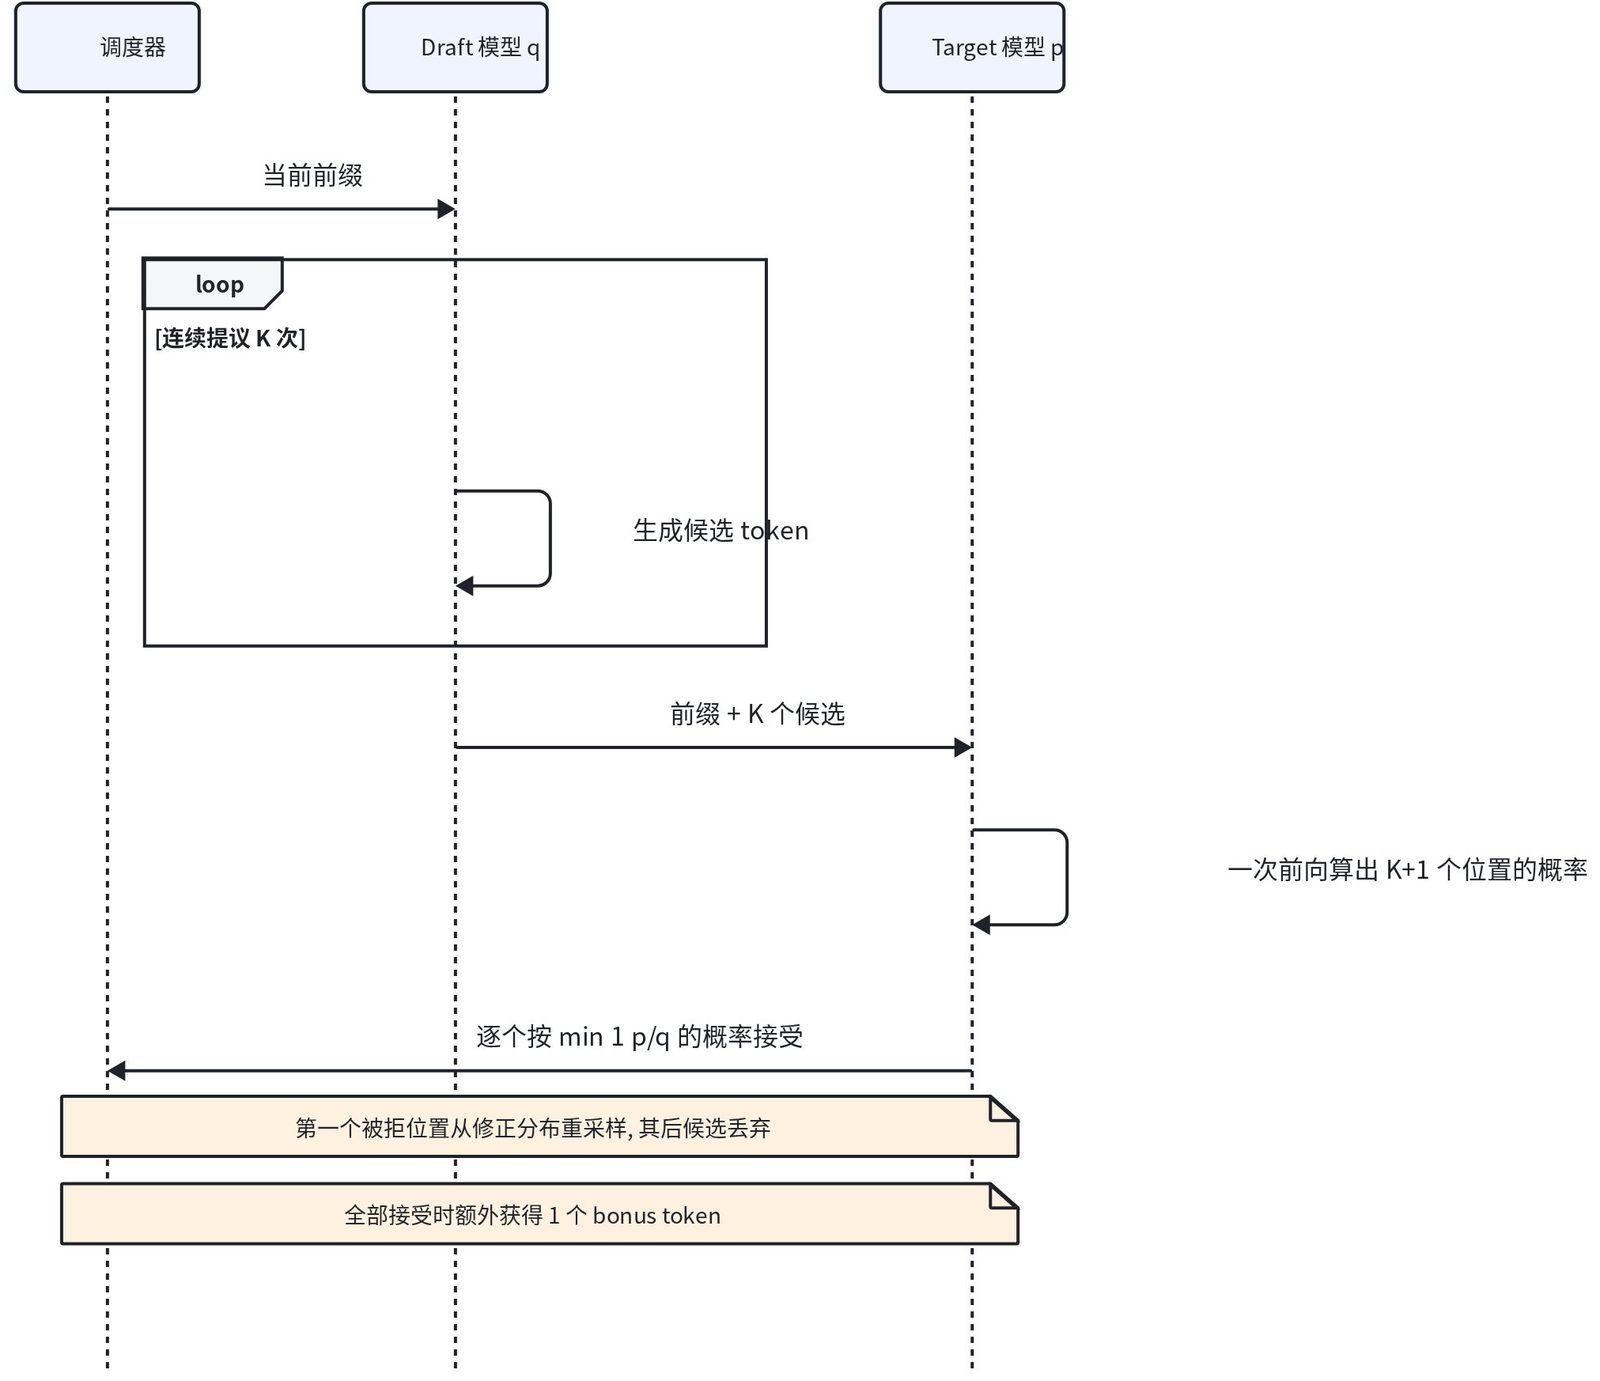 调度器
Draft 模型 q
Target 模型 p
当前前缀
loop
[连续提议 K 次]
生成候选 token
前缀 + K 个候选
一次前向算出 K+1 个位置的概率
逐个按 min 1 p/q 的概率接受
第一个被拒位置从修正分布重采样, 其后候选丢弃
全部接受时额外获得 1 个 bonus token